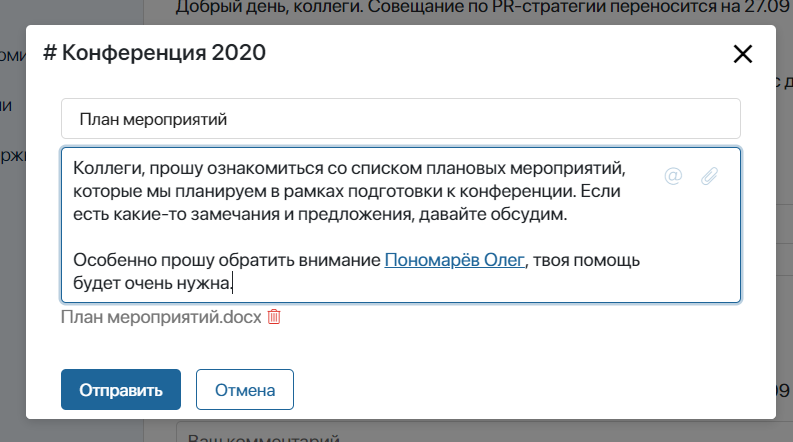 Добрый день, коллеги. Совещание по PR-стратегии переносится на 27.09
# Конференция 2020
План мероприятий
Коллеги, прошу ознакомиться со списком плановых мероприятий,
которые мы планируем в рамках подготовки к конференции. Если
есть какие-то замечания и предложения, давайте обсудим.
Особенно прошу обратить внимание Пономарёв Олег, твоя помощь
будет очень нужна.
План мероприятий.docx
Отправить
Отмена
Ваш комментарий